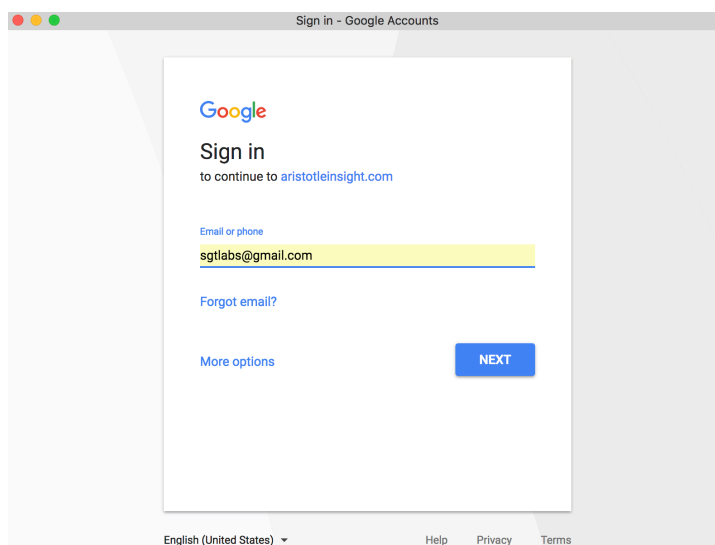 Sign in - Google Accounts
Google
Sign in
to continue to aristotleinsight.com
Email or phone
sgtlabs@gmail.com
Forgot email?
More options
NEXT
English (United States)
Help
Privacy
Terms